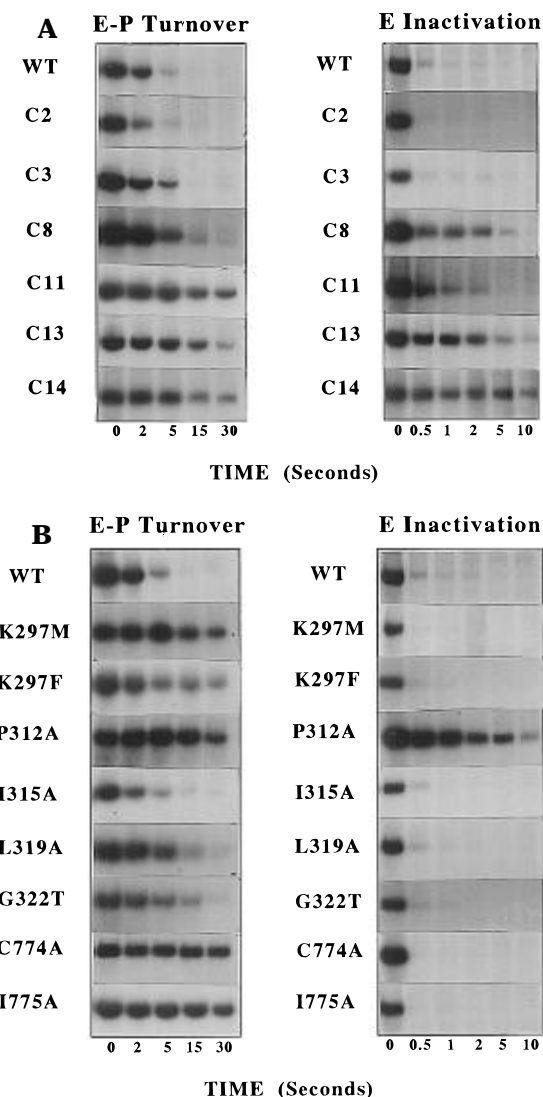 A
E-P Turnover
WT
C2
C3
C8
C11
C13
C14
0 2 5 15 30
E Inactivation
WT
C2
C3
C8
C11
C13
C14
0 0.5 1 2 5 10
TIME (Seconds)
B
E-P Turnover
WT
K297M
K297F
P312A
I315A
L319A
G322T
C774A
I775A
0 2 5 15 30
E Inactivation
WT
K297M
K297F
P312A
I315A
L319A
G322T
C774A
I775A
0 0.5 1 2 5 10
TIME (Seconds)